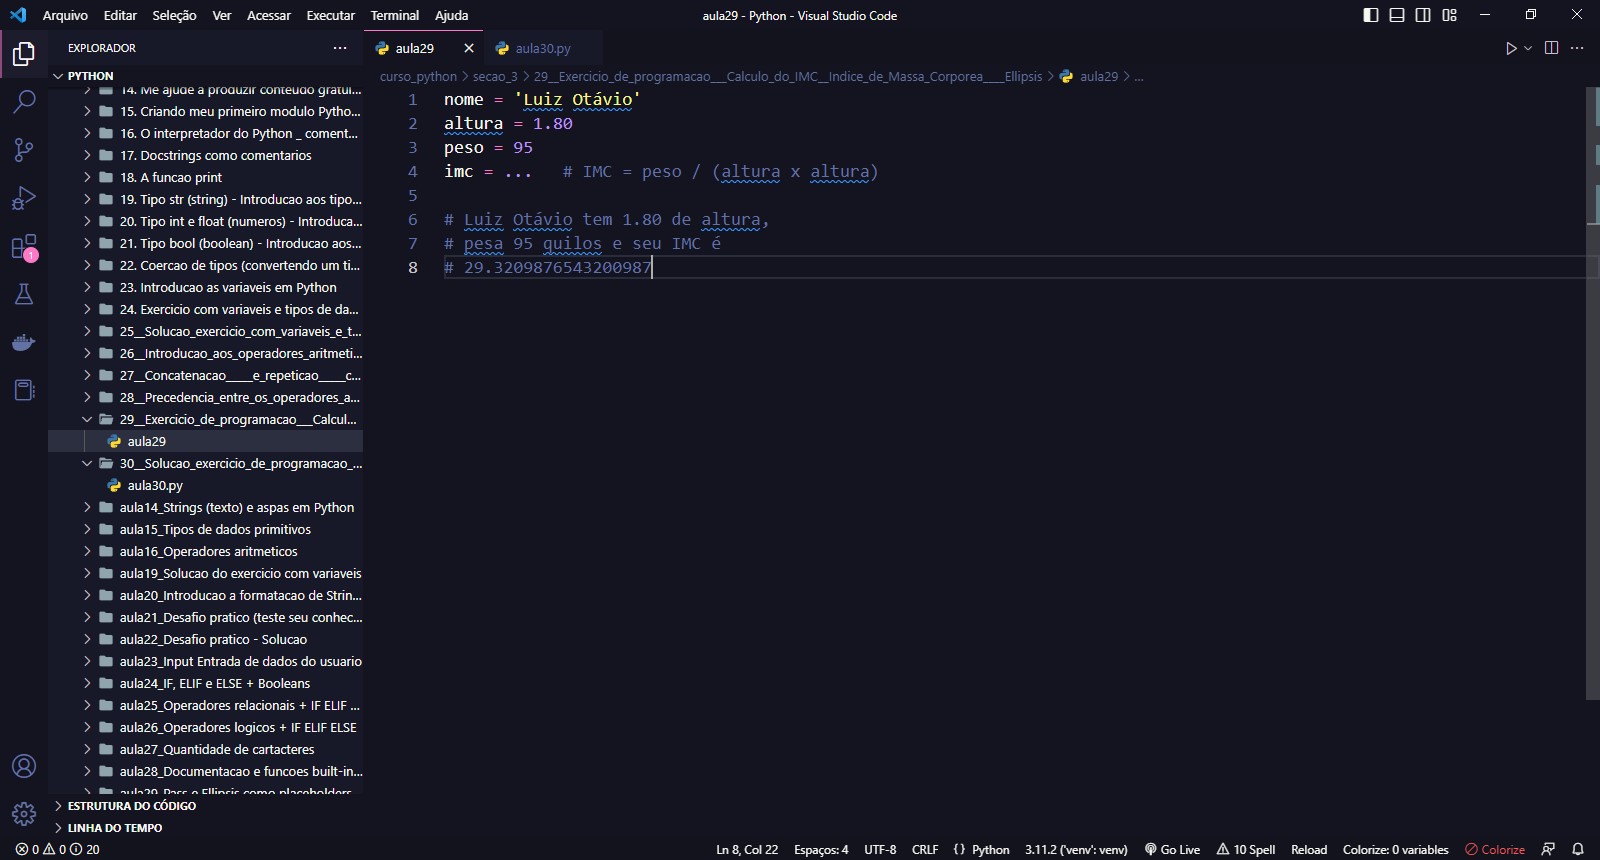 Arquivo Editar Seleção Ver Acessar Executar Terminal Ajuda
aula29 - Python - Visual Studio Code
EXPLORADOR
PYTHON
14. Me ajude a produzir conteudo gratui...
15. Criando meu primeiro modulo Pytho...
16. O interpretador do Python _ coment...
17. Docstrings como comentarios
18. A funcao print
19. Tipo str (string) - Introducao aos tipo...
20. Tipo int e float (numeros) - Introduca...
21. Tipo bool (boolean) - Introducao aos...
22. Coercao de tipos (convertendo um ti...
23. Introducao as variaveis em Python
24. Exercicio com variaveis e tipos de da...
25__Solucao_exercicio_com_variaveis_e_t...
26__Introducao_aos_operadores_aritmeti...
27__Concatenacao____e_repeticao____c...
28__Precedencia_entre_os_operadores_a...
29__Exercicio_de_programacao___Calcul...
aula29
30__Solucao_exercicio_de_programacao_...
aula30.py
aula14_Strings (texto) e aspas em Python
aula15_Tipos de dados primitivos
aula16_Operadores aritmeticos
aula19_Solucao do exercicio com variaveis
aula20_Introducao a formatacao de Strin...
aula21_Desafio pratico (teste seu conhec...
aula22_Desafio pratico - Solucao
aula23_Input Entrada de dados do usuario
aula24_IF, ELIF e ELSE + Booleans
aula25_Operadores relacionais + IF ELIF ...
aula26_Operadores logicos + IF ELIF ELSE
aula27_Quantidade de cartacteres
aula28_Documentacao e funcoes built-in...
aula29_Pass e Ellipsis como placeholders
ESTRUTURA DO CÓDIGO
LINHA DO TEMPO
1
aula29 aula30.py
curso_python > secao_3 > 29__Exercicio_de_programacao___Calculo_do_IMC__Indice_de_Massa_Corporea____Ellipsis > aula29 > ...
1 nome = 'Luiz Otávio'
2 altura = 1.80
3 peso = 95
4 imc = ... # IMC = peso / (altura x altura)
5
6 # Luiz Otávio tem 1.80 de altura,
7 # pesa 95 quilos e seu IMC é
8 # 29.3209876543200987
0 0 20 Ln 8, Col 22 Espaços: 4 UTF-8 CRLF {} Python 3.11.2 ('venv': venv) Go Live 10 Spell Reload Colorize: 0 variables Colorize